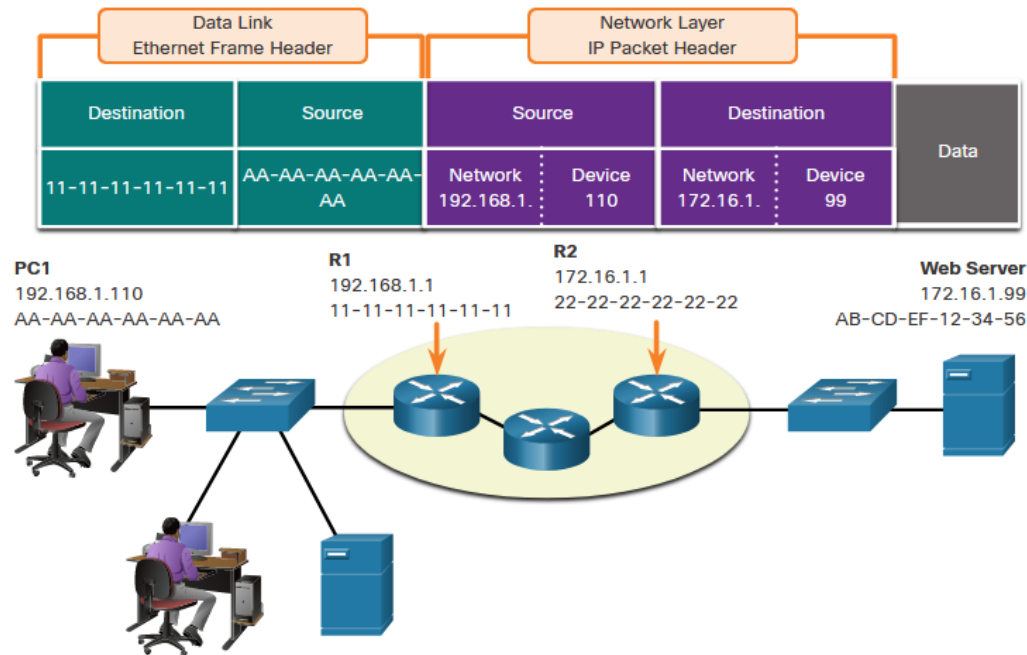 Data Link
Ethernet Frame Header
Network Layer
IP Packet Header
Destination
Source
Source
Destination
Data
11-11-11-11-11-11
AA-AA-AA-AA-AA-
AA
Network
192.168.1.
Device
110
Network
172.16.1.
Device
99
PC1
192.168.1.110
AA-AA-AA-AA-AA-AA
R1
192.168.1.1
11-11-11-11-11-11
R2
172.16.1.1
22-22-22-22-22-22
Web Server
172.16.1.99
AB-CD-EF-12-34-56